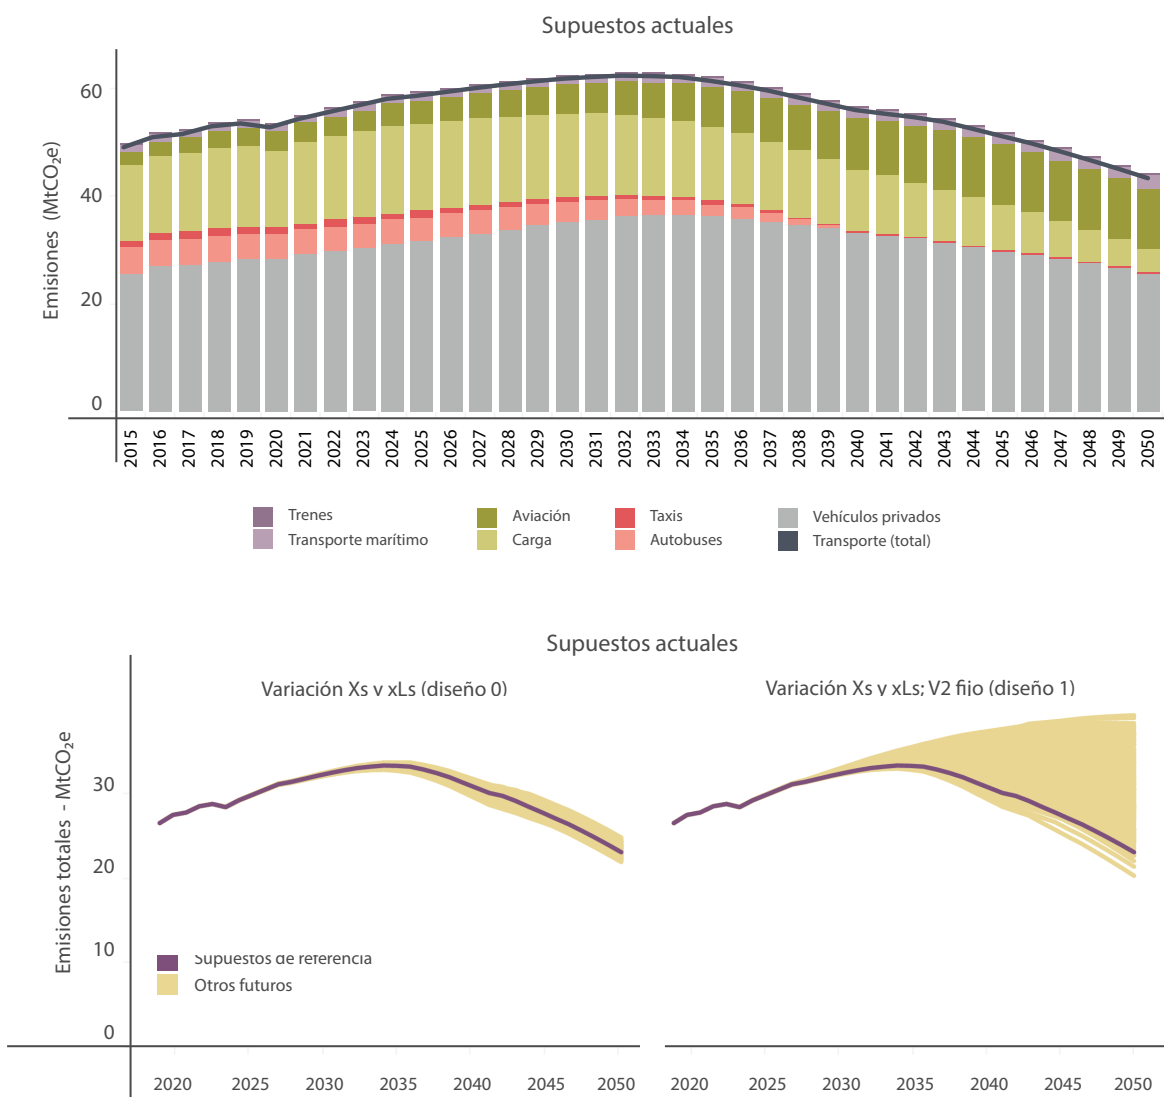 Supuestos actuales
Emisiones (MtCO₂e)
60
40
20
0
2015 2016 2017 2018 2019 2020 2021 2022 2023 2024 2025 2026 2027 2028 2029 2030 2031 2032 2033 2034 2035 2036 2037 2038 2039 2040 2041 2042 2043 2044 2045 2046 2047 2048 2049 2050
Trenes Aviación Taxis Vehículos privados
Transporte marítimo Carga Autobuses Transporte (total)
Supuestos actuales
Variación Xs y xLs (diseño 0) Variación Xs y xLs; V2 fijo (diseño 1)
Emisiones totales - MtCO₂e
30
20
10
0
Supuestos de referencia
Otros futuros
2020 2025 2030 2035 2040 2045 2050 2020 2025 2030 2035 2040 2045 2050